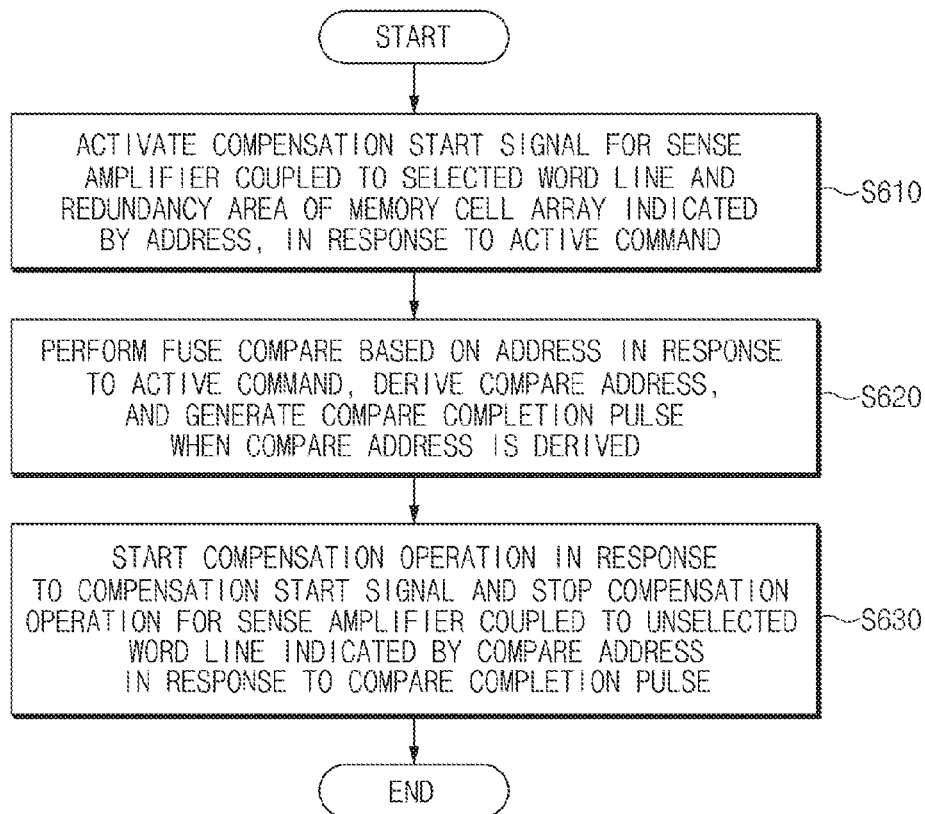 START
ACTIVATE COMPENSATION START SIGNAL FOR SENSE
AMPLIFIER COUPLED TO SELECTED WORD LINE AND
REDUNDANCY AREA OF MEMORY CELL ARRAY INDICATED
BY ADDRESS, IN RESPONSE TO ACTIVE COMMAND
S610
PERFORM FUSE COMPARE BASED ON ADDRESS IN RESPONSE
TO ACTIVE COMMAND, DERIVE COMPARE ADDRESS,
AND GENERATE COMPARE COMPLETION PULSE
WHEN COMPARE ADDRESS IS DERIVED
S620
START COMPENSATION OPERATION IN RESPONSE
TO COMPENSATION START SIGNAL AND STOP COMPENSATION
OPERATION FOR SENSE AMPLIFIER COUPLED TO UNSELECTED
WORD LINE INDICATED BY COMPARE ADDRESS
IN RESPONSE TO COMPARE COMPLETION PULSE
S630
END